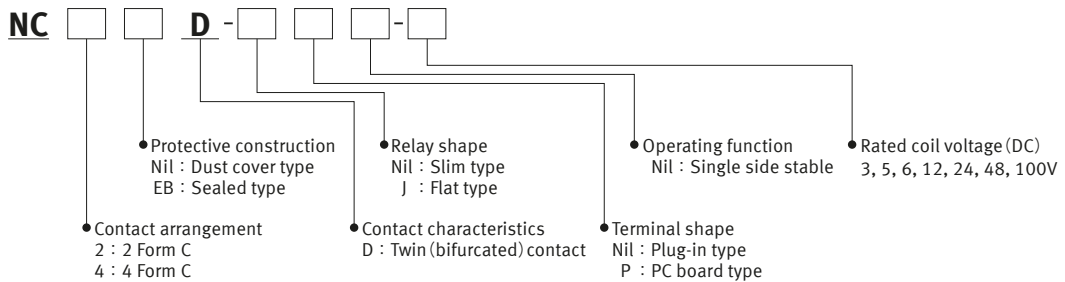 NC D - -
Protective construction
Nil : Dust cover type
EB : Sealed type
Relay shape
Nil : Slim type
J : Flat type
Operating function
Nil : Single side stable
Rated coil voltage (DC)
3, 5, 6, 12, 24, 48, 100V
Contact arrangement
2 : 2 Form C
4 : 4 Form C
Contact characteristics
D : Twin (bifurcated) contact
Terminal shape
Nil : Plug-in type
P : PC board type